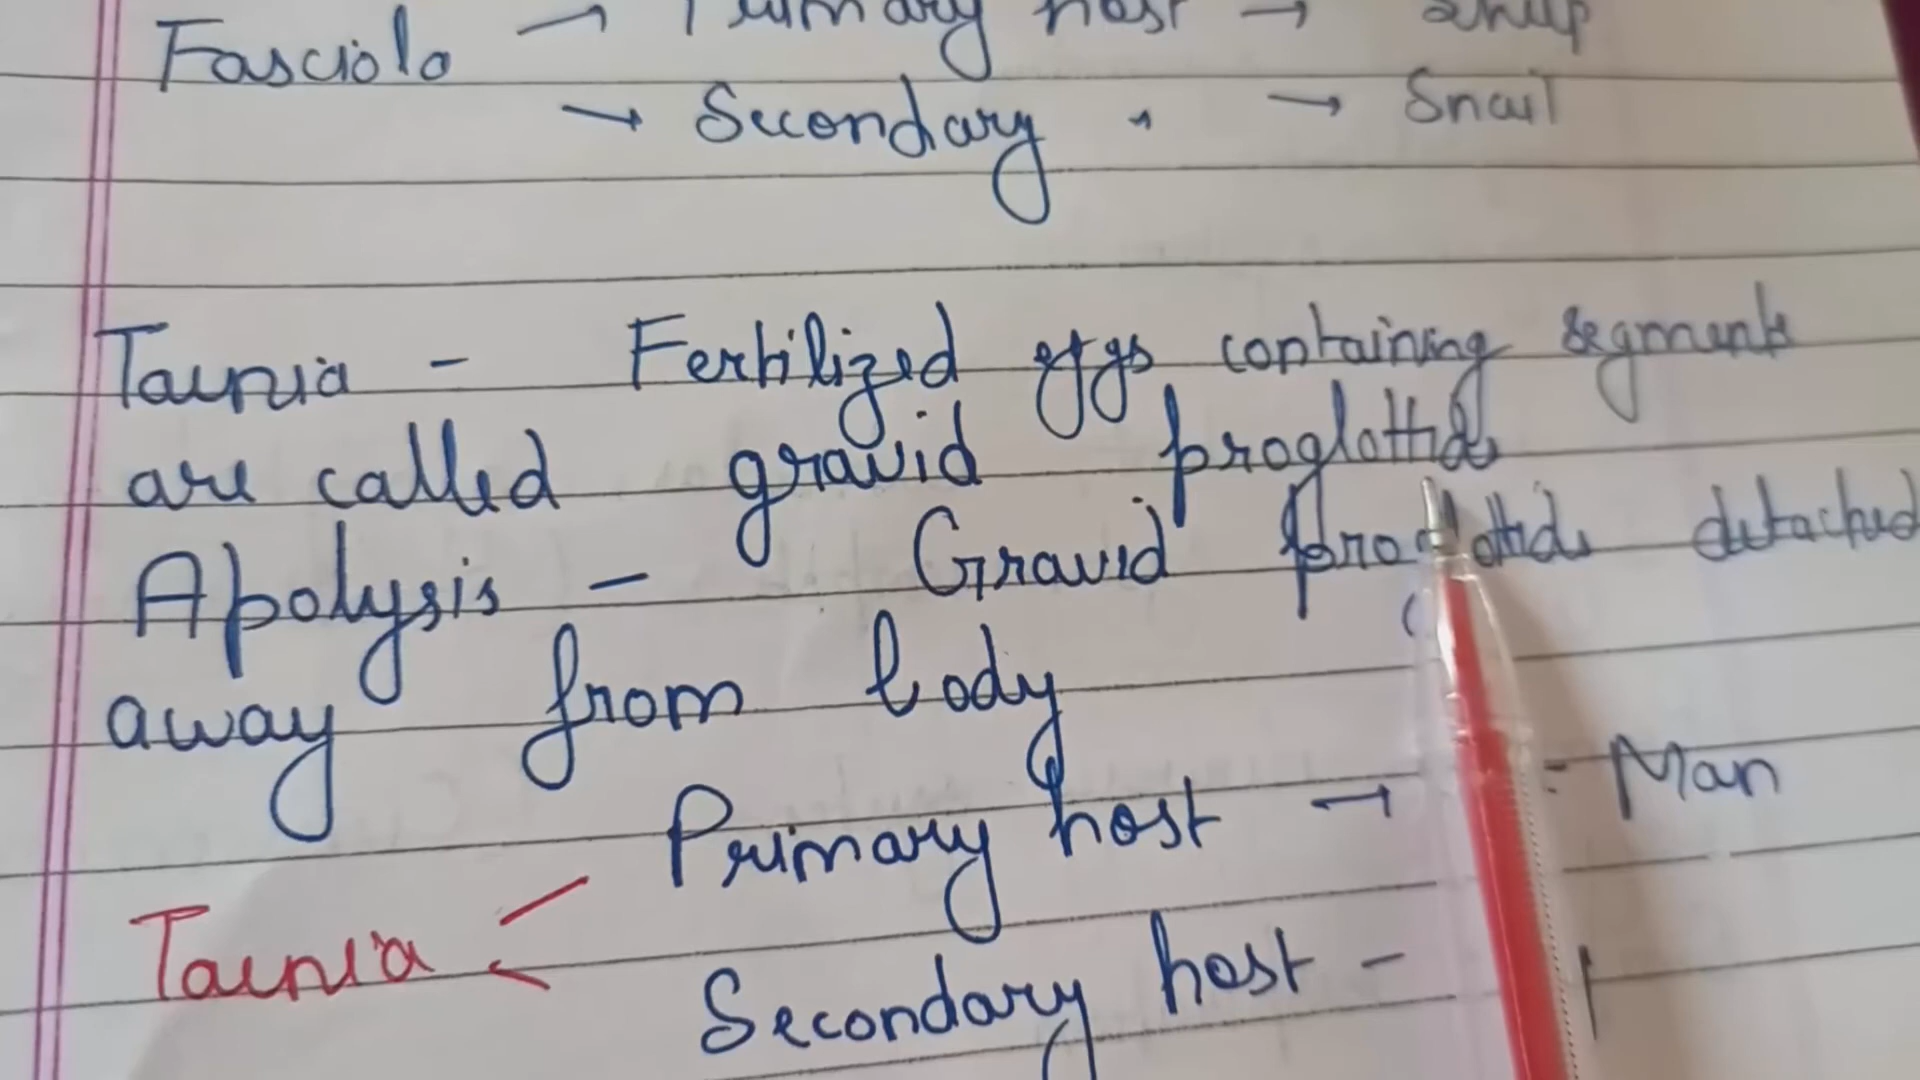 Fasciola → Primary host → Sheep
→ Secondary " → Snail
Taenia - Fertilized eggs containing segments
are called gravid proglottids
Apolysis - Gravid proglottids detached
away from body
Primary host → - Man
Taenia
Secondary host -